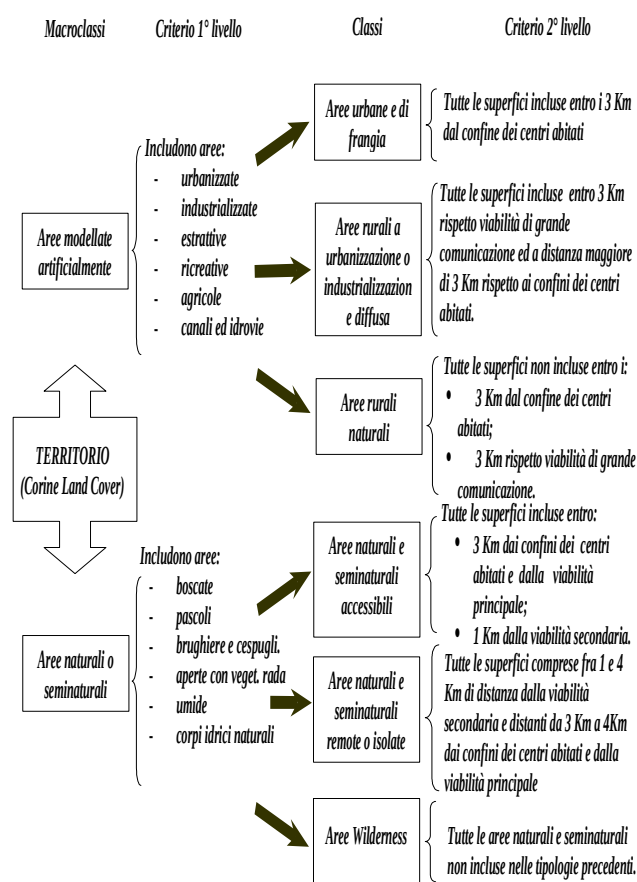 Macroclassi
Criterio 1° livello
Classi
Criterio 2° livello
Aree modellate
artificialmente
Includono aree:
- urbanizzate
- industrializzate
- estrattive
- ricreative
- agricole
- canali ed idrovie
Aree urbane e di
frangia
Tutte le superfici incluse entro i 3 Km
dal confine dei centri abitati
Aree rurali a
urbanizzazione o
industrializzazion
e diffusa
Tutte le superfici incluse entro 3 Km
rispetto viabilità di grande
comunicazione ed a distanza maggiore
di 3 Km rispetto ai confini dei centri
abitati.
Aree rurali
naturali
Tutte le superfici non incluse entro i:
• 3 Km dal confine dei centri
abitati;
• 3 Km rispetto viabilità di grande
comunicazione.
TERRITORIO
(Corine Land Cover)
Aree naturali o
seminaturali
Includono aree:
- boscate
- pascoli
- brughiere e cespugli.
- aperte con veget. rada
- umide
- corpi idrici naturali
Aree naturali e
seminaturali
accessibili
Tutte le superfici incluse entro:
• 3 Km dai confini dei centri
abitati e dalla viabilità
principale;
• 1 Km dalla viabilità secondaria.
Aree naturali e
seminaturali
remote o isolate
Tutte le superfici comprese fra 1 e 4
Km di distanza dalla viabilità
secondaria e distanti da 3 Km a 4Km
dai confini dei centri abitati e dalla
viabilità principale
Aree Wilderness
Tutte le aree naturali e seminaturali
non incluse nelle tipologie precedenti.